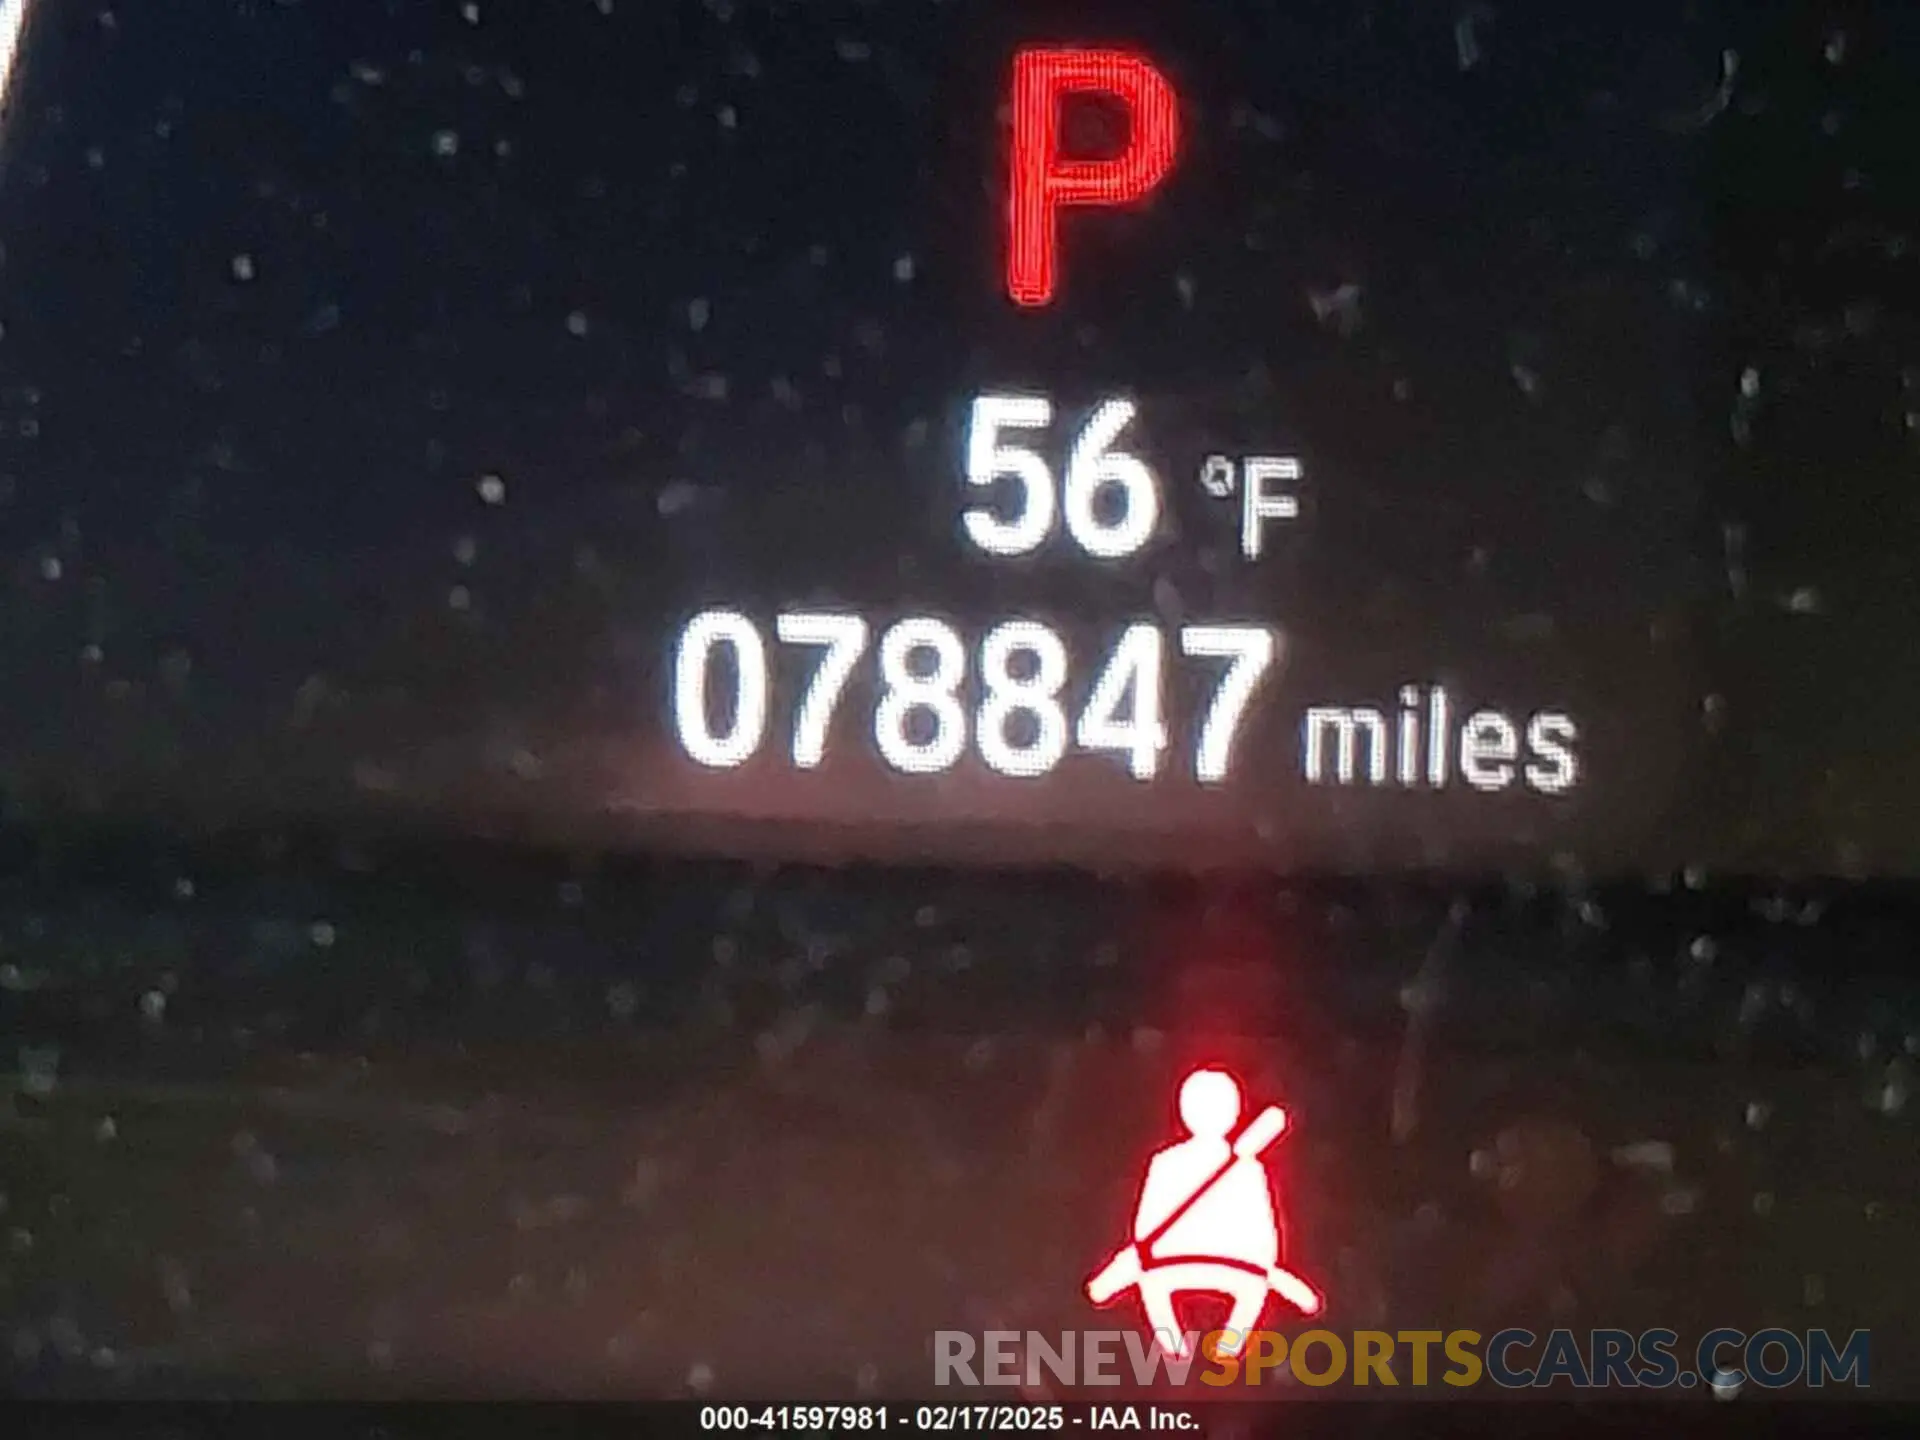 P
56 °F
078847 miles
RENEWSPORTSCARS.COM
000-41597981 - 02/17/2025 - IAA Inc.